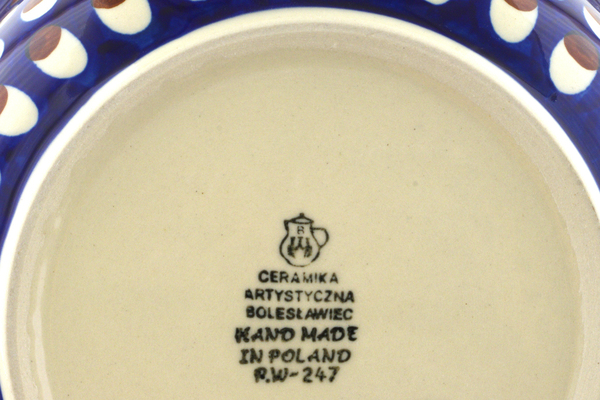 B
CERAMIKA
ARTYSTYCZNA
BOLESŁAWIEC
HAND MADE
IN POLAND
R.W-247